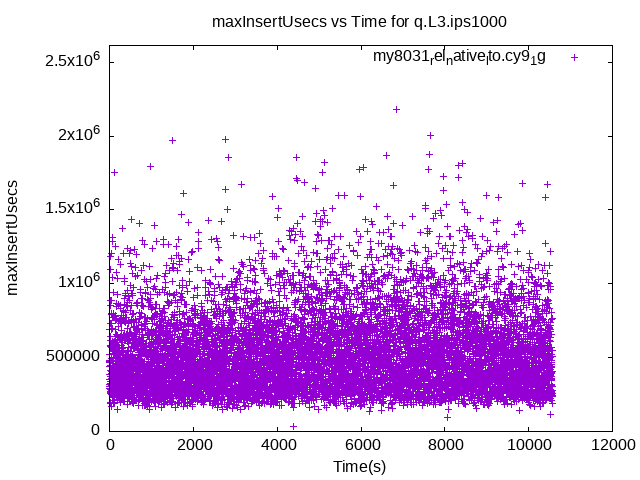 maxInsertUsecs vs Time for q.L3.ips1000
my8031_rel_native_lto.cy9_1g
2.5x10^6
2x10^6
1.5x10^6
1x10^6
500000
0
maxInsertUsecs
0 2000 4000 6000 8000 10000 12000
Time(s)